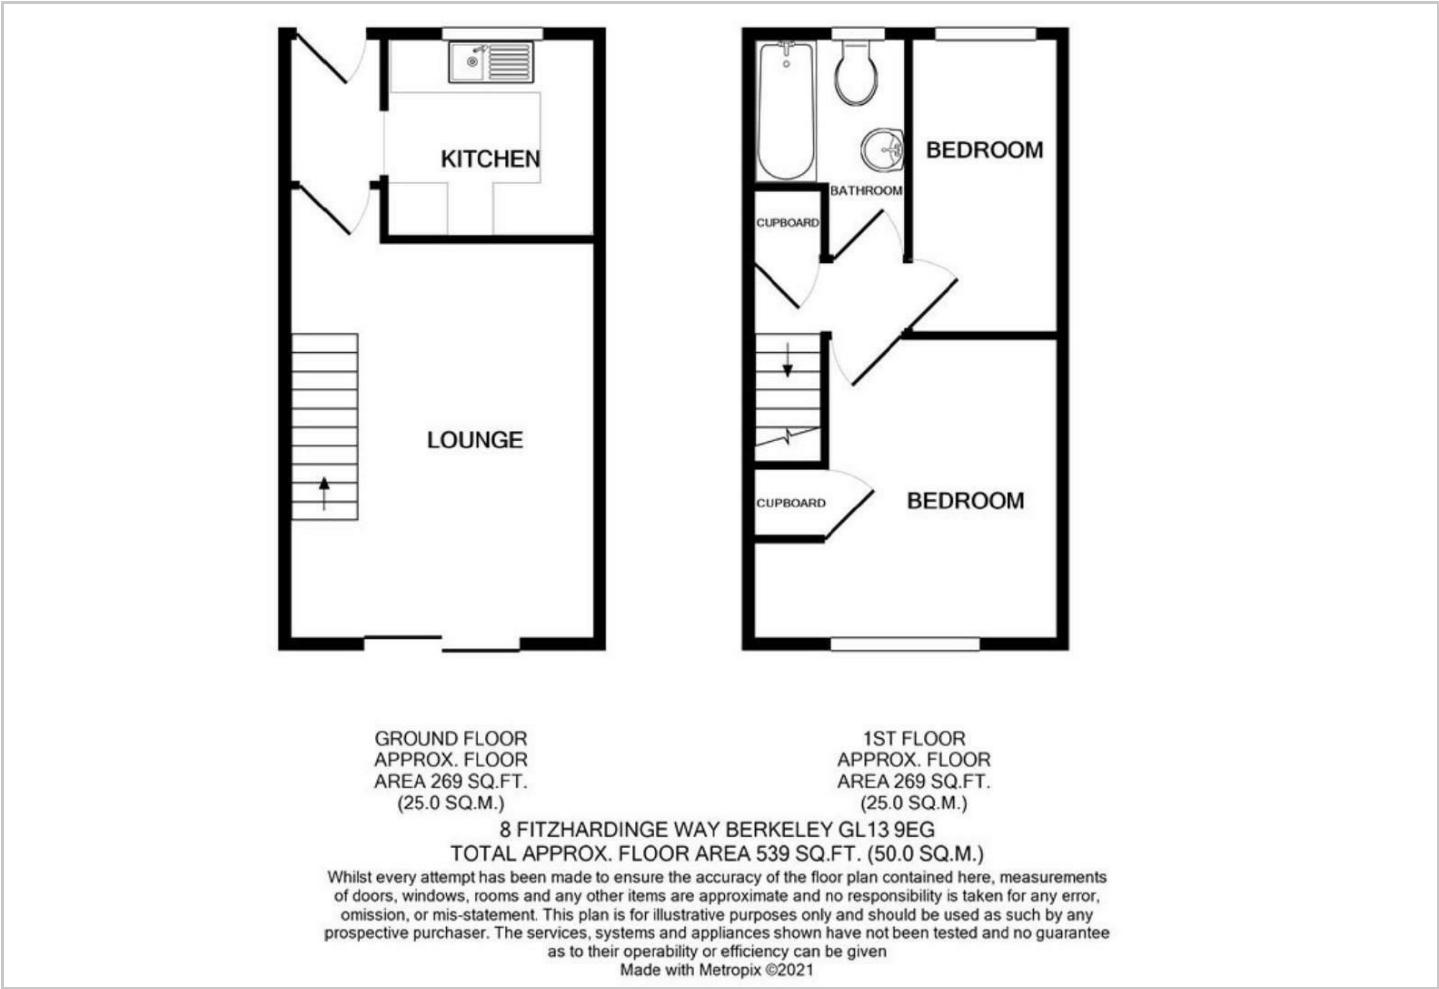 KITCHEN
LOUNGE
BEDROOM
BATHROOM
CUPBOARD
CUPBOARD
BEDROOM
GROUND FLOOR
APPROX. FLOOR
AREA 269 SQ.FT.
(25.0 SQ.M.)
1ST FLOOR
APPROX. FLOOR
AREA 269 SQ.FT.
(25.0 SQ.M.)
8 FITZHARDINGE WAY BERKELEY GL13 9EG
TOTAL APPROX. FLOOR AREA 539 SQ.FT. (50.0 SQ.M.)
Whilst every attempt has been made to ensure the accuracy of the floor plan contained here, measurements
of doors, windows, rooms and any other items are approximate and no responsibility is taken for any error,
omission, or mis-statement. This plan is for illustrative purposes only and should be used as such by any
prospective purchaser. The services, systems and appliances shown have not been tested and no guarantee
as to their operability or efficiency can be given
Made with Metropix ©2021